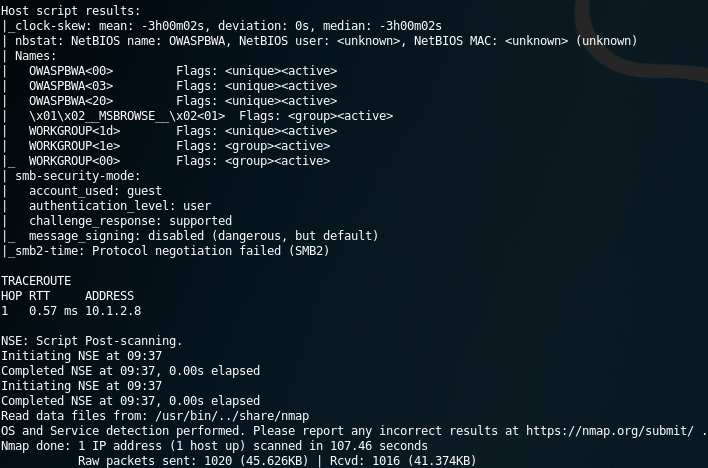 Host script results:
|_clock-skew: mean: -3h00m02s, deviation: 0s, median: -3h00m02s
| nbstat: NetBIOS name: OWASPBWA, NetBIOS user: <unknown>, NetBIOS MAC: <unknown> (unknown)
| Names:
|   OWASPBWA<00>         Flags: <unique><active>
|   OWASPBWA<03>         Flags: <unique><active>
|   OWASPBWA<20>         Flags: <unique><active>
|   \x01\x02__MSBROWSE__\x02<01>  Flags: <group><active>
|   WORKGROUP<1d>        Flags: <unique><active>
|   WORKGROUP<1e>        Flags: <group><active>
|_  WORKGROUP<00>        Flags: <group><active>
| smb-security-mode:
|   account_used: guest
|   authentication_level: user
|   challenge_response: supported
|_  message_signing: disabled (dangerous, but default)
|_smb2-time: Protocol negotiation failed (SMB2)
TRACEROUTE
HOP RTT     ADDRESS
1   0.57 ms 10.1.2.8
NSE: Script Post-scanning.
Initiating NSE at 09:37
Completed NSE at 09:37, 0.00s elapsed
Initiating NSE at 09:37
Completed NSE at 09:37, 0.00s elapsed
Read data files from: /usr/bin/../share/nmap
OS and Service detection performed. Please report any incorrect results at https://nmap.org/submit/ .
Nmap done: 1 IP address (1 host up) scanned in 107.46 seconds
           Raw packets sent: 1020 (45.626KB) | Rcvd: 1016 (41.374KB)